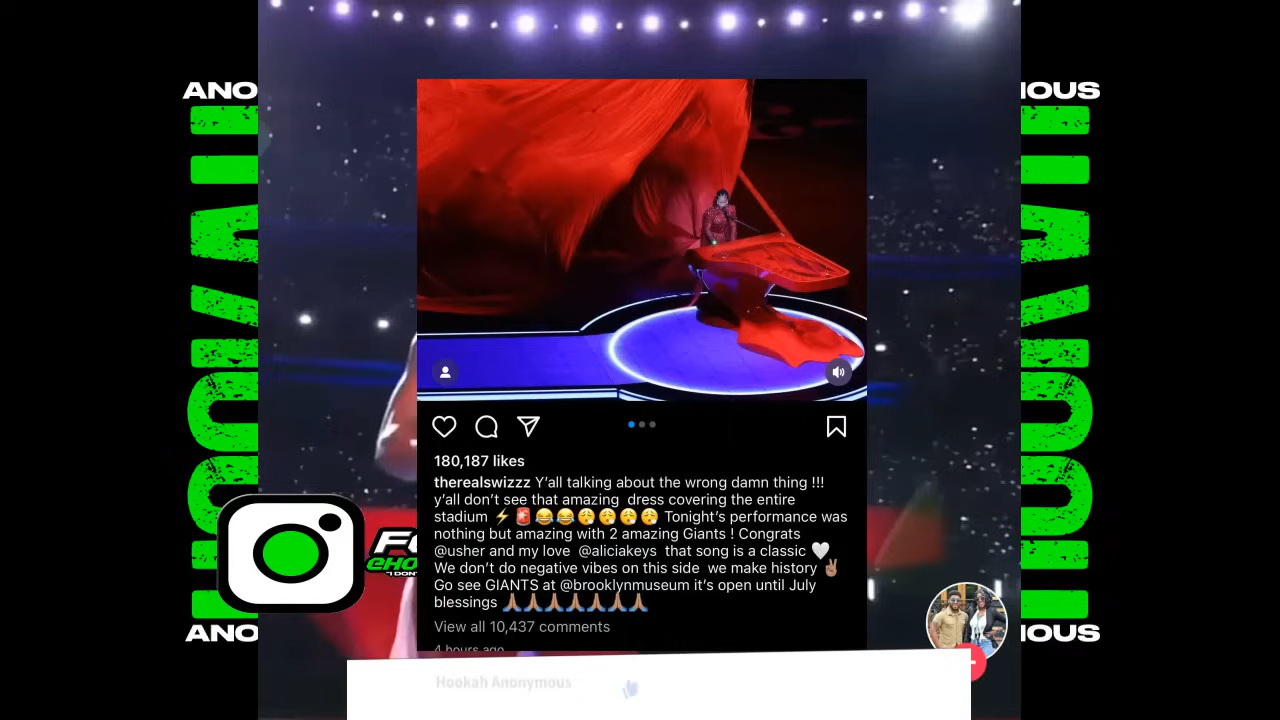 ANO
IOUS
180,187 likes
therealswizzz Y'all talking about the wrong damn thing !!!
y'all don't see that amazing dress covering the entire
stadium ⚡🚨😂😂😮‍💨😮‍💨😮‍💨😮‍💨 Tonight's performance was
nothing but amazing with 2 amazing Giants ! Congrats
@usher and my love @aliciakeys that song is a classic 🤍
We don't do negative vibes on this side we make history ✌🏽
Go see GIANTS at @brooklynmuseum it's open until July
blessings 🙏🏽🙏🏽🙏🏽🙏🏽🙏🏽🙏🏽🙏🏽
View all 10,437 comments
4 hours ago
Hookah Anonymous
ANO
IOUS